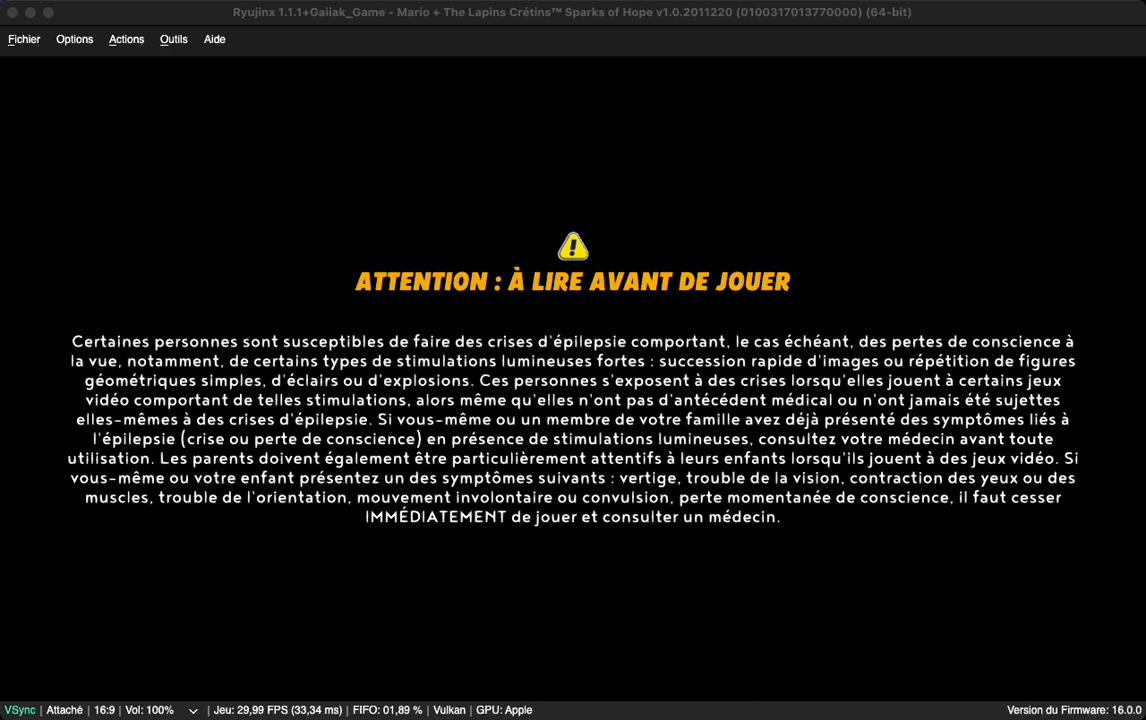 Ryujinx 1.1.1+Gaiiak_Game - Mario + The Lapins Crétins™ Sparks of Hope v1.0.2011220 (0100317013770000) (64-bit)
Fichier Options Actions Outils Aide
ATTENTION : À LIRE AVANT DE JOUER
Certaines personnes sont susceptibles de faire des crises d'épilepsie comportant, le cas échéant, des pertes de conscience à
la vue, notamment, de certains types de stimulations lumineuses fortes : succession rapide d'images ou répétition de figures
géométriques simples, d'éclairs ou d'explosions. Ces personnes s'exposent à des crises lorsqu'elles jouent à certains jeux
vidéo comportant de telles stimulations, alors même qu'elles n'ont pas d'antécédent médical ou n'ont jamais été sujettes
elles-mêmes à des crises d'épilepsie. Si vous-même ou un membre de votre famille avez déjà présenté des symptômes liés à
l'épilepsie (crise ou perte de conscience) en présence de stimulations lumineuses, consultez votre médecin avant toute
utilisation. Les parents doivent également être particulièrement attentifs à leurs enfants lorsqu'ils jouent à des jeux vidéo. Si
vous-même ou votre enfant présentez un des symptômes suivants : vertige, trouble de la vision, contraction des yeux ou des
muscles, trouble de l'orientation, mouvement involontaire ou convulsion, perte momentanée de conscience, il faut cesser
IMMÉDIATEMENT de jouer et consulter un médecin.
VSync | Attaché | 16:9 | Vol: 100% | Jeu: 29,99 FPS (33,34 ms) | FIFO: 01,89 % | Vulkan | GPU: Apple Version du Firmware: 16.0.0